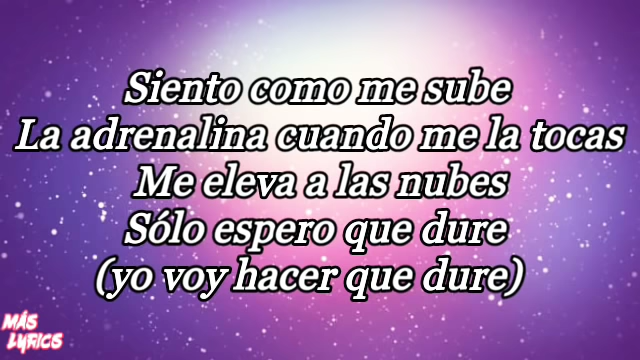 Siento como me sube
La adrenalina cuando me la tocas
Me eleva a las nubes
Sólo espero que dure
(yo voy hacer que dure)
MÁS
LYRICS